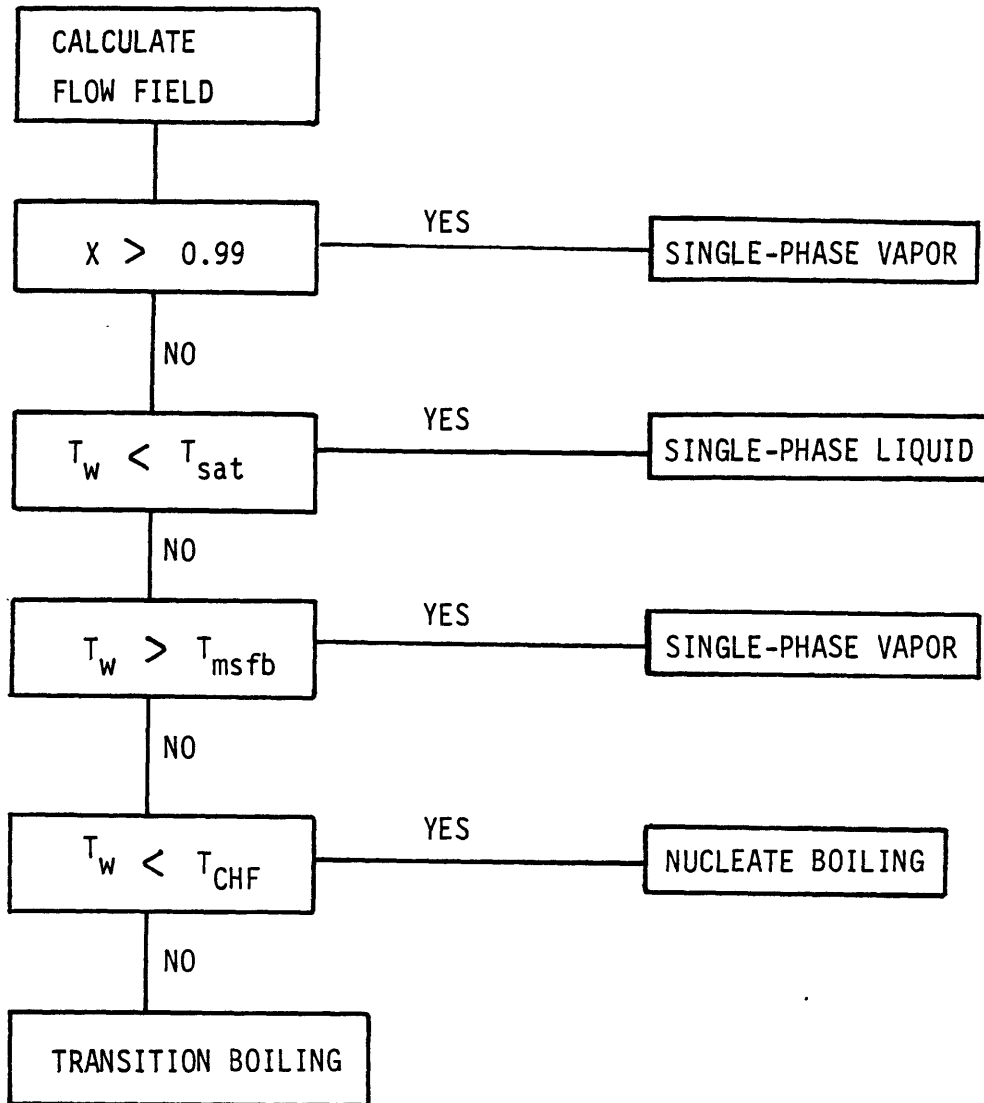 CALCULATE
FLOW FIELD
X > 0.99
YES
SINGLE-PHASE VAPOR
NO
T_w < T_sat
YES
SINGLE-PHASE LIQUID
NO
T_w > T_msfb
YES
SINGLE-PHASE VAPOR
NO
T_w < T_CHF
YES
NUCLEATE BOILING
NO
TRANSITION BOILING